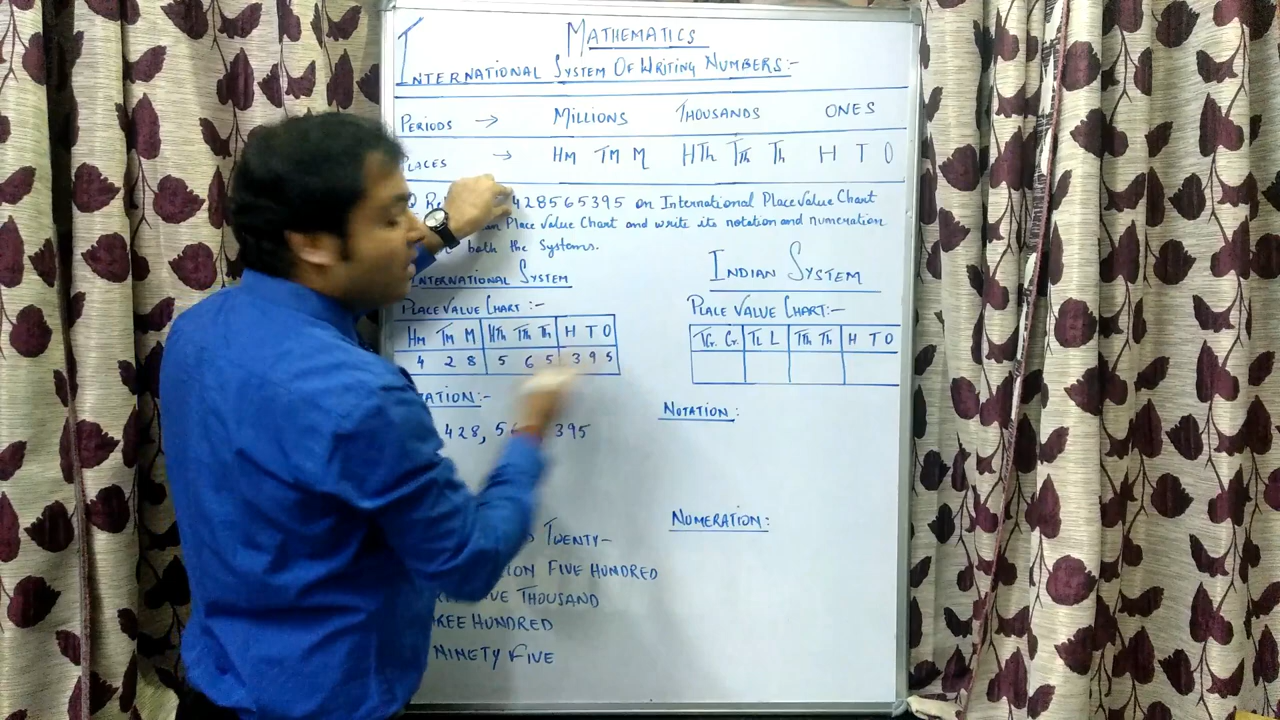 MATHEMATICS
INTERNATIONAL SYSTEM OF WRITING NUMBERS:-
PERIODS → MILLIONS THOUSANDS ONES
PLACES → HM TM M HTh TTh Th H T O
428565395 on International Place Value Chart
Place Value Chart and write its notation and numeration
both the Systems.
INTERNATIONAL SYSTEM
PLACE VALUE CHART :-
HM TM M HTh TTh Th H T O
4 2 8 5 6 5 3 9 5
428, 395
TWENTY-
FIVE HUNDRED
THOUSAND
HUNDRED
NINETY FIVE
INDIAN SYSTEM
PLACE VALUE CHART:-
TCr. Cr. TL L TTh Th H T O
NOTATION :
NUMERATION: